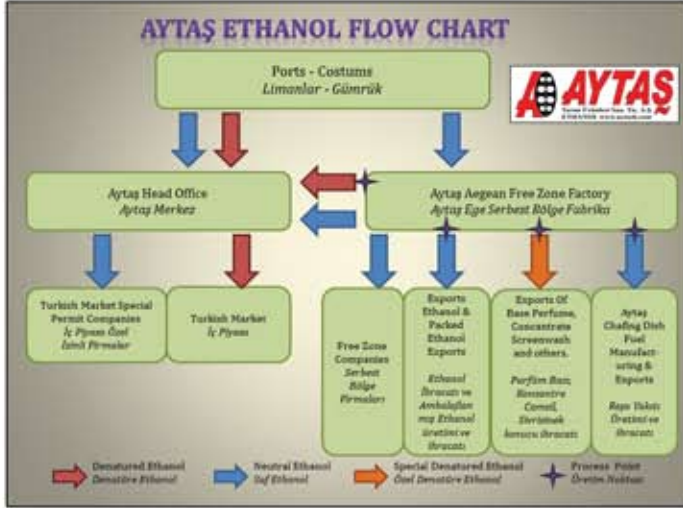 AYTAŞ ETHANOL FLOW CHART
Ports - Costums
Limanlar - Gümrük
AYTAŞ
Aytaş Head Office
Aytaş Merkez
Aytaş Aegean Free Zone Factory
Aytaş Ege Serbest Bölge Fabrika
Turkish Market Special
Permit Companies
İç Piyasa Özel
İzinli Firmalar
Turkish Market
İç Piyasa
Free Zone
Companies
Serbest
Bölge
Firmaları
Exports
Ethanol &
Packed
Ethanol
Exports
Ethanol
İhracatı ve
Ambalajlan
mış Ethanol
üretimi ve
ihracatı
Exports Of
Base Perfume,
Concantrate
Screenwash
and others.
Parfüm Bazı,
Konsantre
ihracatı
Aytaş
Chafing Dish
Fuel
Manufact-
uring &
Exports
Yakıtı
Üretimi ve
İhracatı
Denatured Ethanol
Denatüre Ethanol
Neutral Ethanol
Saf Ethanol
Special Denatured Ethanol
Özel Denatüre Ethanol
Process Point
Üretim Noktası